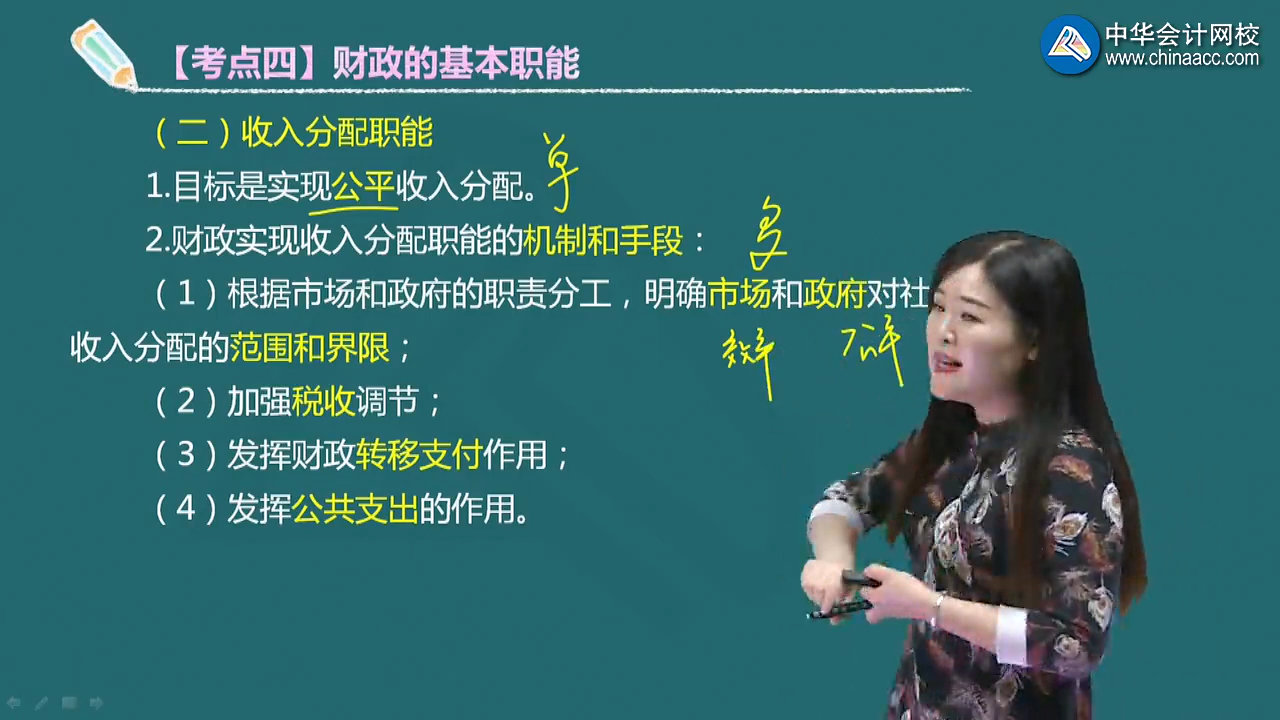 中华会计网校
www.chinaacc.com
【考点四】财政的基本职能
（二）收入分配职能
1.目标是实现公平收入分配。 单
2.财政实现收入分配职能的机制和手段： 多
（1）根据市场和政府的职责分工，明确市场和政府对社
收入分配的范围和界限；
效率 公平
（2）加强税收调节；
（3）发挥财政转移支付作用；
（4）发挥公共支出的作用。